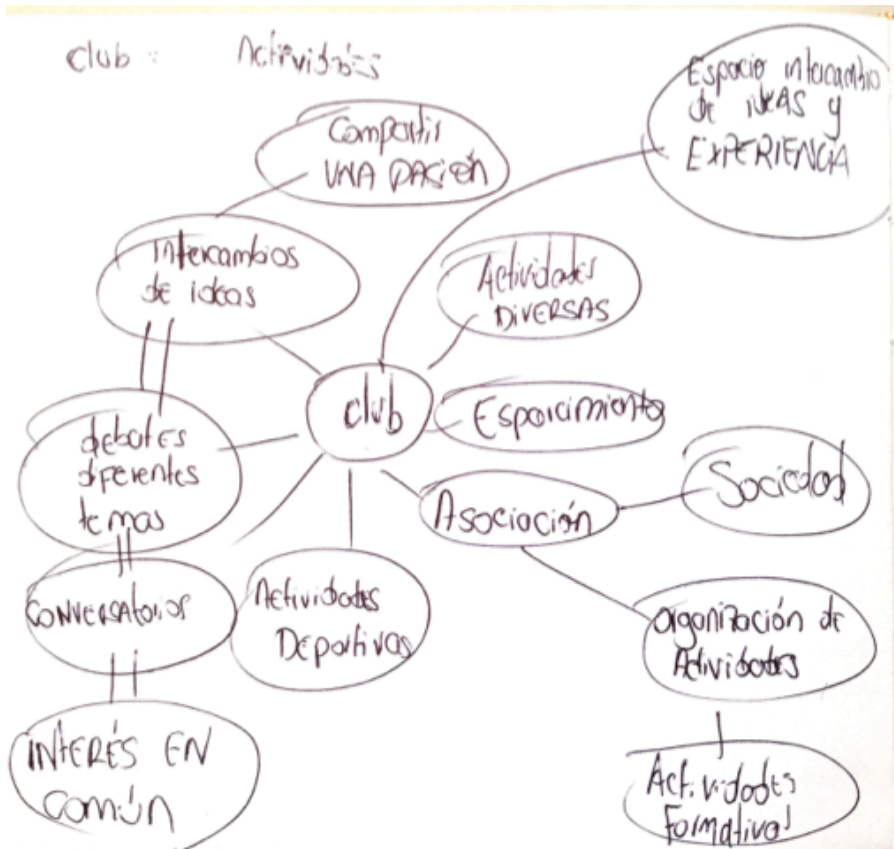 club : Actividades
Espacio intercambio
de ideas y
EXPERIENCIA
Compartir
UNA PASIÓN
Intercambios
de ideas
Actividades
DIVERSAS
club
Esparcimiento
debates
diferentes
temas
Asociación
Sociedad
CONVERSATORIOS
Actividades
Deportivas
Organización de
Actividades
INTERÉS EN
COMÚN
Actividades
Formativas